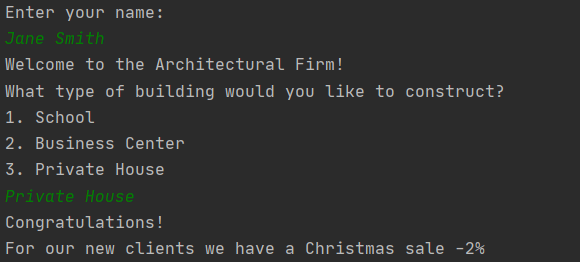 Enter your name:
Jane Smith
Welcome to the Architectural Firm!
What type of building would you like to construct?
1. School
2. Business Center
3. Private House
Private House
Congratulations!
For our new clients we have a Christmas sale -2%